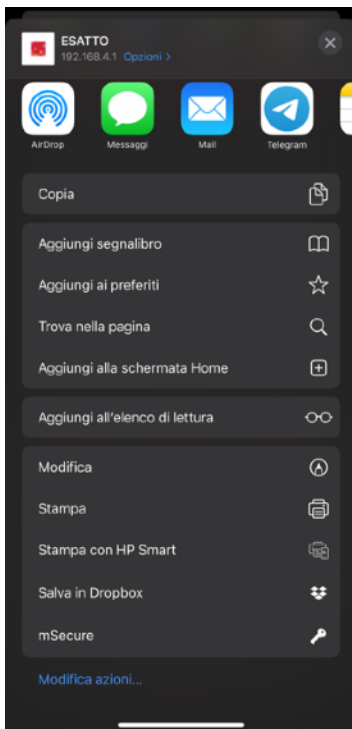 ESATTO
192.168.4.1 Opzioni >
AirDrop Messaggi Mail Telegram
Copia
Aggiungi segnalibro
Aggiungi ai preferiti
Trova nella pagina
Aggiungi alla schermata Home
Aggiungi all'elenco di lettura
Modifica
Stampa
Stampa con HP Smart
Salva in Dropbox
mSecure
Modifica azioni...